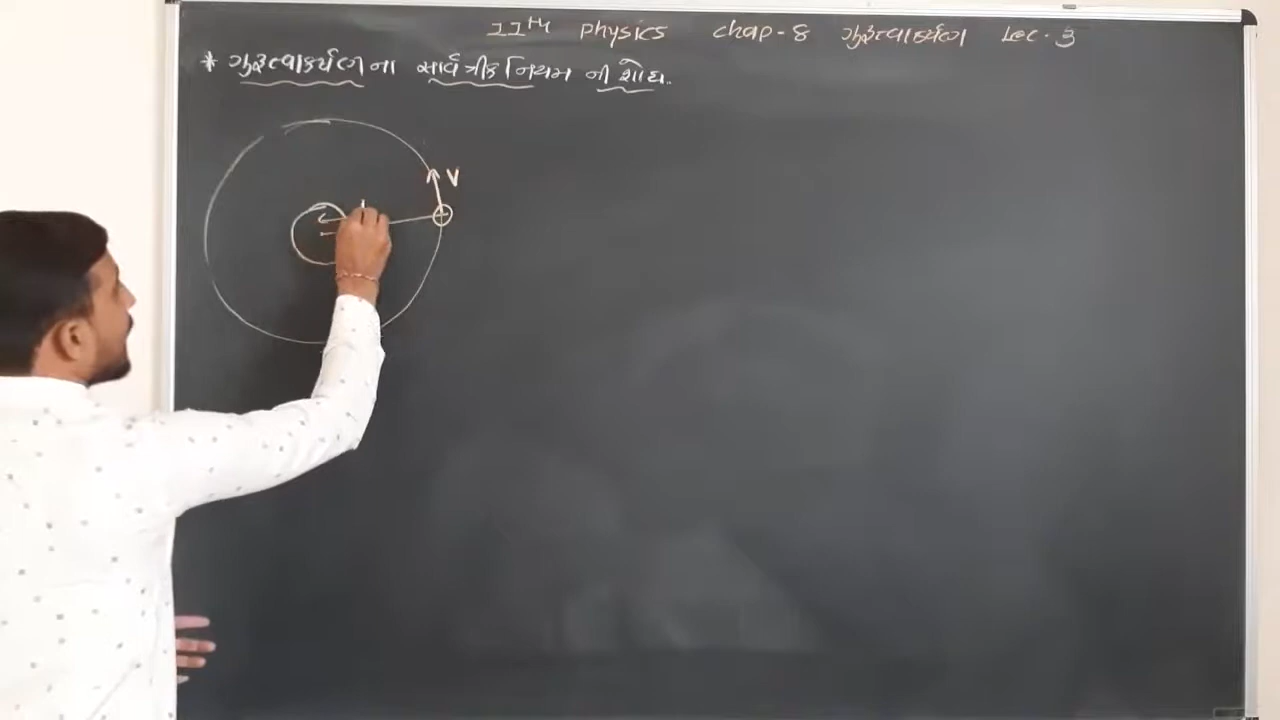 11th Physics chap-8 ગુરુત્વાકર્ષણ Lec-3
* ગુરુત્વાકર્ષણ ના સાર્વત્રીક નિયમ ની શોધ.
V